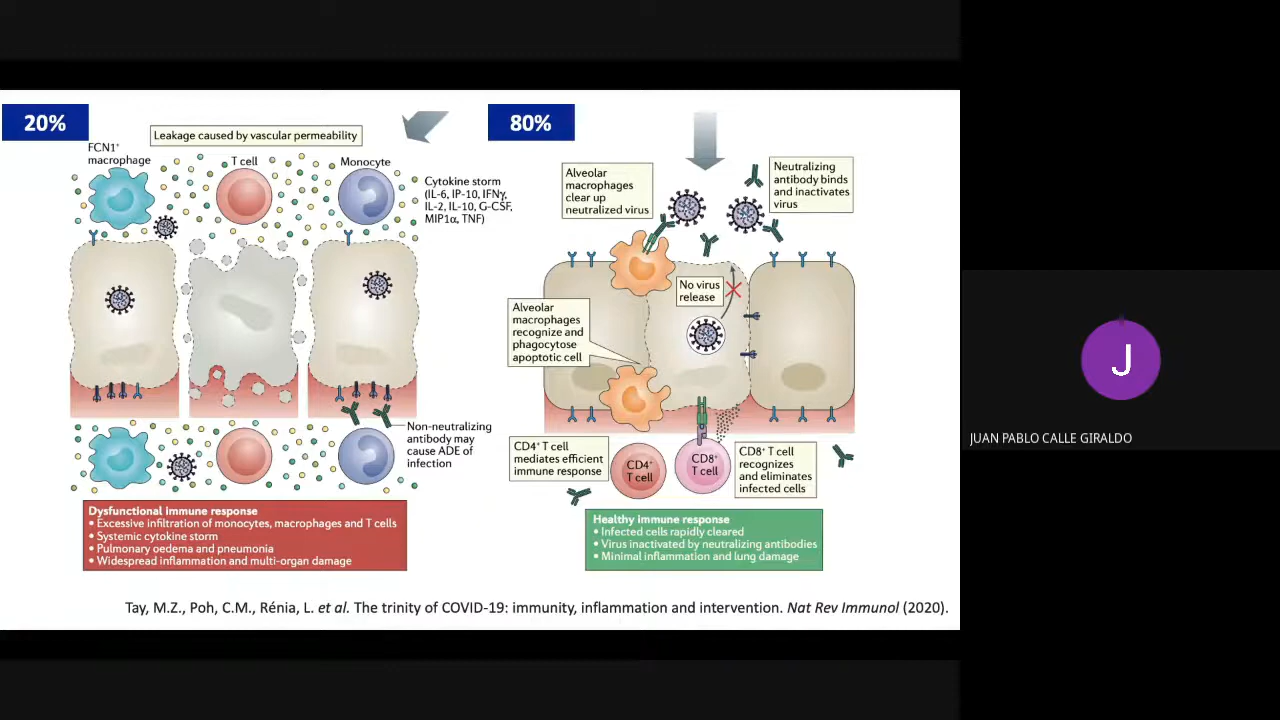 20%
Leakage caused by vascular permeability
FCN1⁺
macrophage
T cell
Monocyte
Cytokine storm
(IL-6, IP-10, IFNγ,
IL-2, IL-10, G-CSF,
MIP1α, TNF)
Non-neutralizing
antibody may
cause ADE of
infection
Dysfunctional immune response
• Excessive infiltration of monocytes, macrophages and T cells
• Systemic cytokine storm
• Pulmonary oedema and pneumonia
• Widespread inflammation and multi-organ damage
80%
Alveolar
macrophages
clear up
neutralized virus
Neutralizing
antibody binds
and inactivates
virus
No virus
release
Alveolar
macrophages
recognize and
phagocytose
apoptotic cell
CD4⁺ T cell
mediates efficient
immune response
CD4⁺
T cell
CD8⁺
T cell
CD8⁺ T cell
recognizes
and eliminates
infected cells
Healthy immune response
• Infected cells rapidly cleared
• Virus inactivated by neutralizing antibodies
• Minimal inflammation and lung damage
Tay, M.Z., Poh, C.M., Rénia, L. et al. The trinity of COVID-19: immunity, inflammation and intervention. Nat Rev Immunol (2020).
J
JUAN PABLO CALLE GIRALDO